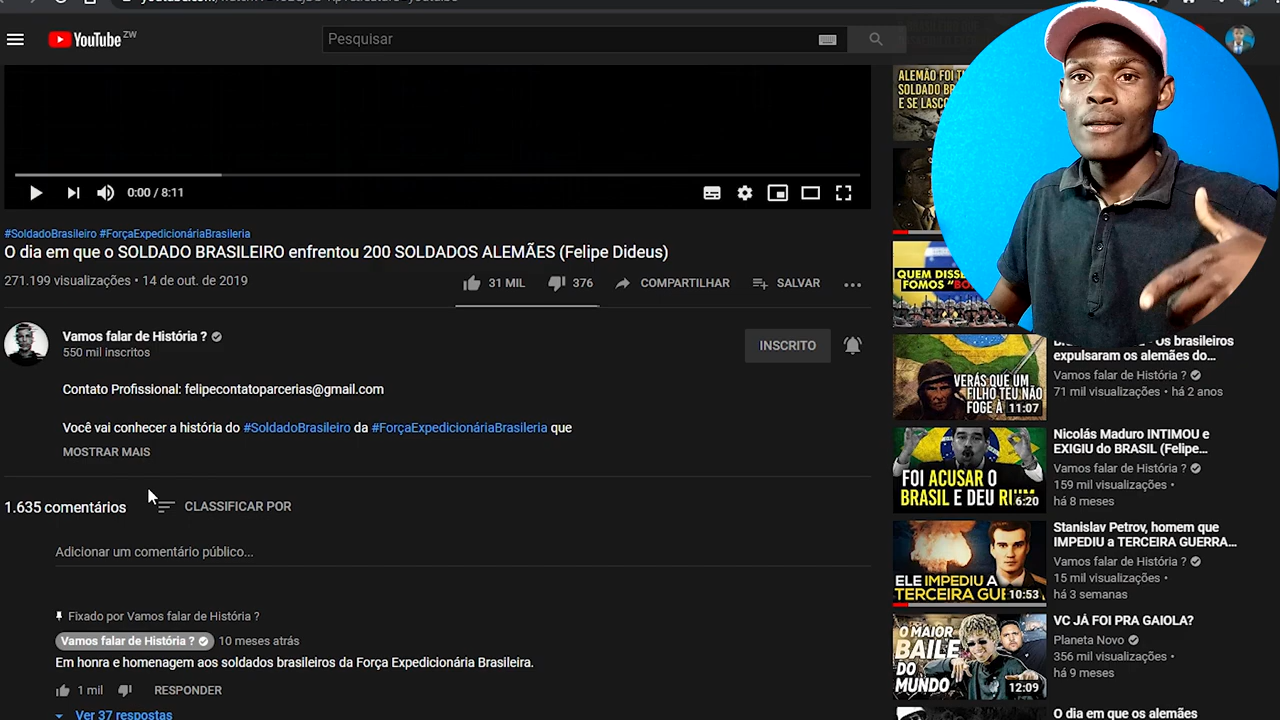 YouTube ZW
Pesquisar
0:00 / 8:11
#SoldadoBrasileiro #ForçaExpedicionáriaBrasileria
O dia em que o SOLDADO BRASILEIRO enfrentou 200 SOLDADOS ALEMÃES (Felipe Dideus)
271.199 visualizações • 14 de out. de 2019
31 MIL
376
COMPARTILHAR
SALVAR
Vamos falar de História ?
550 mil inscritos
INSCRITO
Contato Profissional: felipecontatoparcerias@gmail.com
Você vai conhecer a história do #SoldadoBrasileiro da #ForçaExpedicionáriaBrasileria que
MOSTRAR MAIS
1.635 comentários
CLASSIFICAR POR
Adicionar um comentário público...
Fixado por Vamos falar de História ?
Vamos falar de História ? 10 meses atrás
Em honra e homenagem aos soldados brasileiros da Força Expedicionária Brasileira.
1 mil
RESPONDER
Ver 37 respostas
ALEMÃO FOI
SOLDADO
E SE
QUEM
FOMOS
Os brasileiros
expulsaram os alemães do...
Vamos falar de História ?
71 mil visualizações • há 2 anos
VERÁS QUE UM
FILHO TEU NÃO
FOGE À
11:07
Nicolás Maduro INTIMOU e
EXIGIU do BRASIL (Felipe...
Vamos falar de História ?
159 mil visualizações •
há 8 meses
FOI ACUSAR O
BRASIL E DEU
6:20
Stanislav Petrov, homem que
IMPEDIU a TERCEIRA GUERRA...
Vamos falar de História ?
15 mil visualizações •
há 3 semanas
ELE IMPEDIU A
TERCEIRA
10:53
VC JÁ FOI PRA GAIOLA?
Planeta Novo
356 mil visualizações •
há 9 meses
O MAIOR
BAILE
DO
MUNDO
12:09
O dia em que os alemães